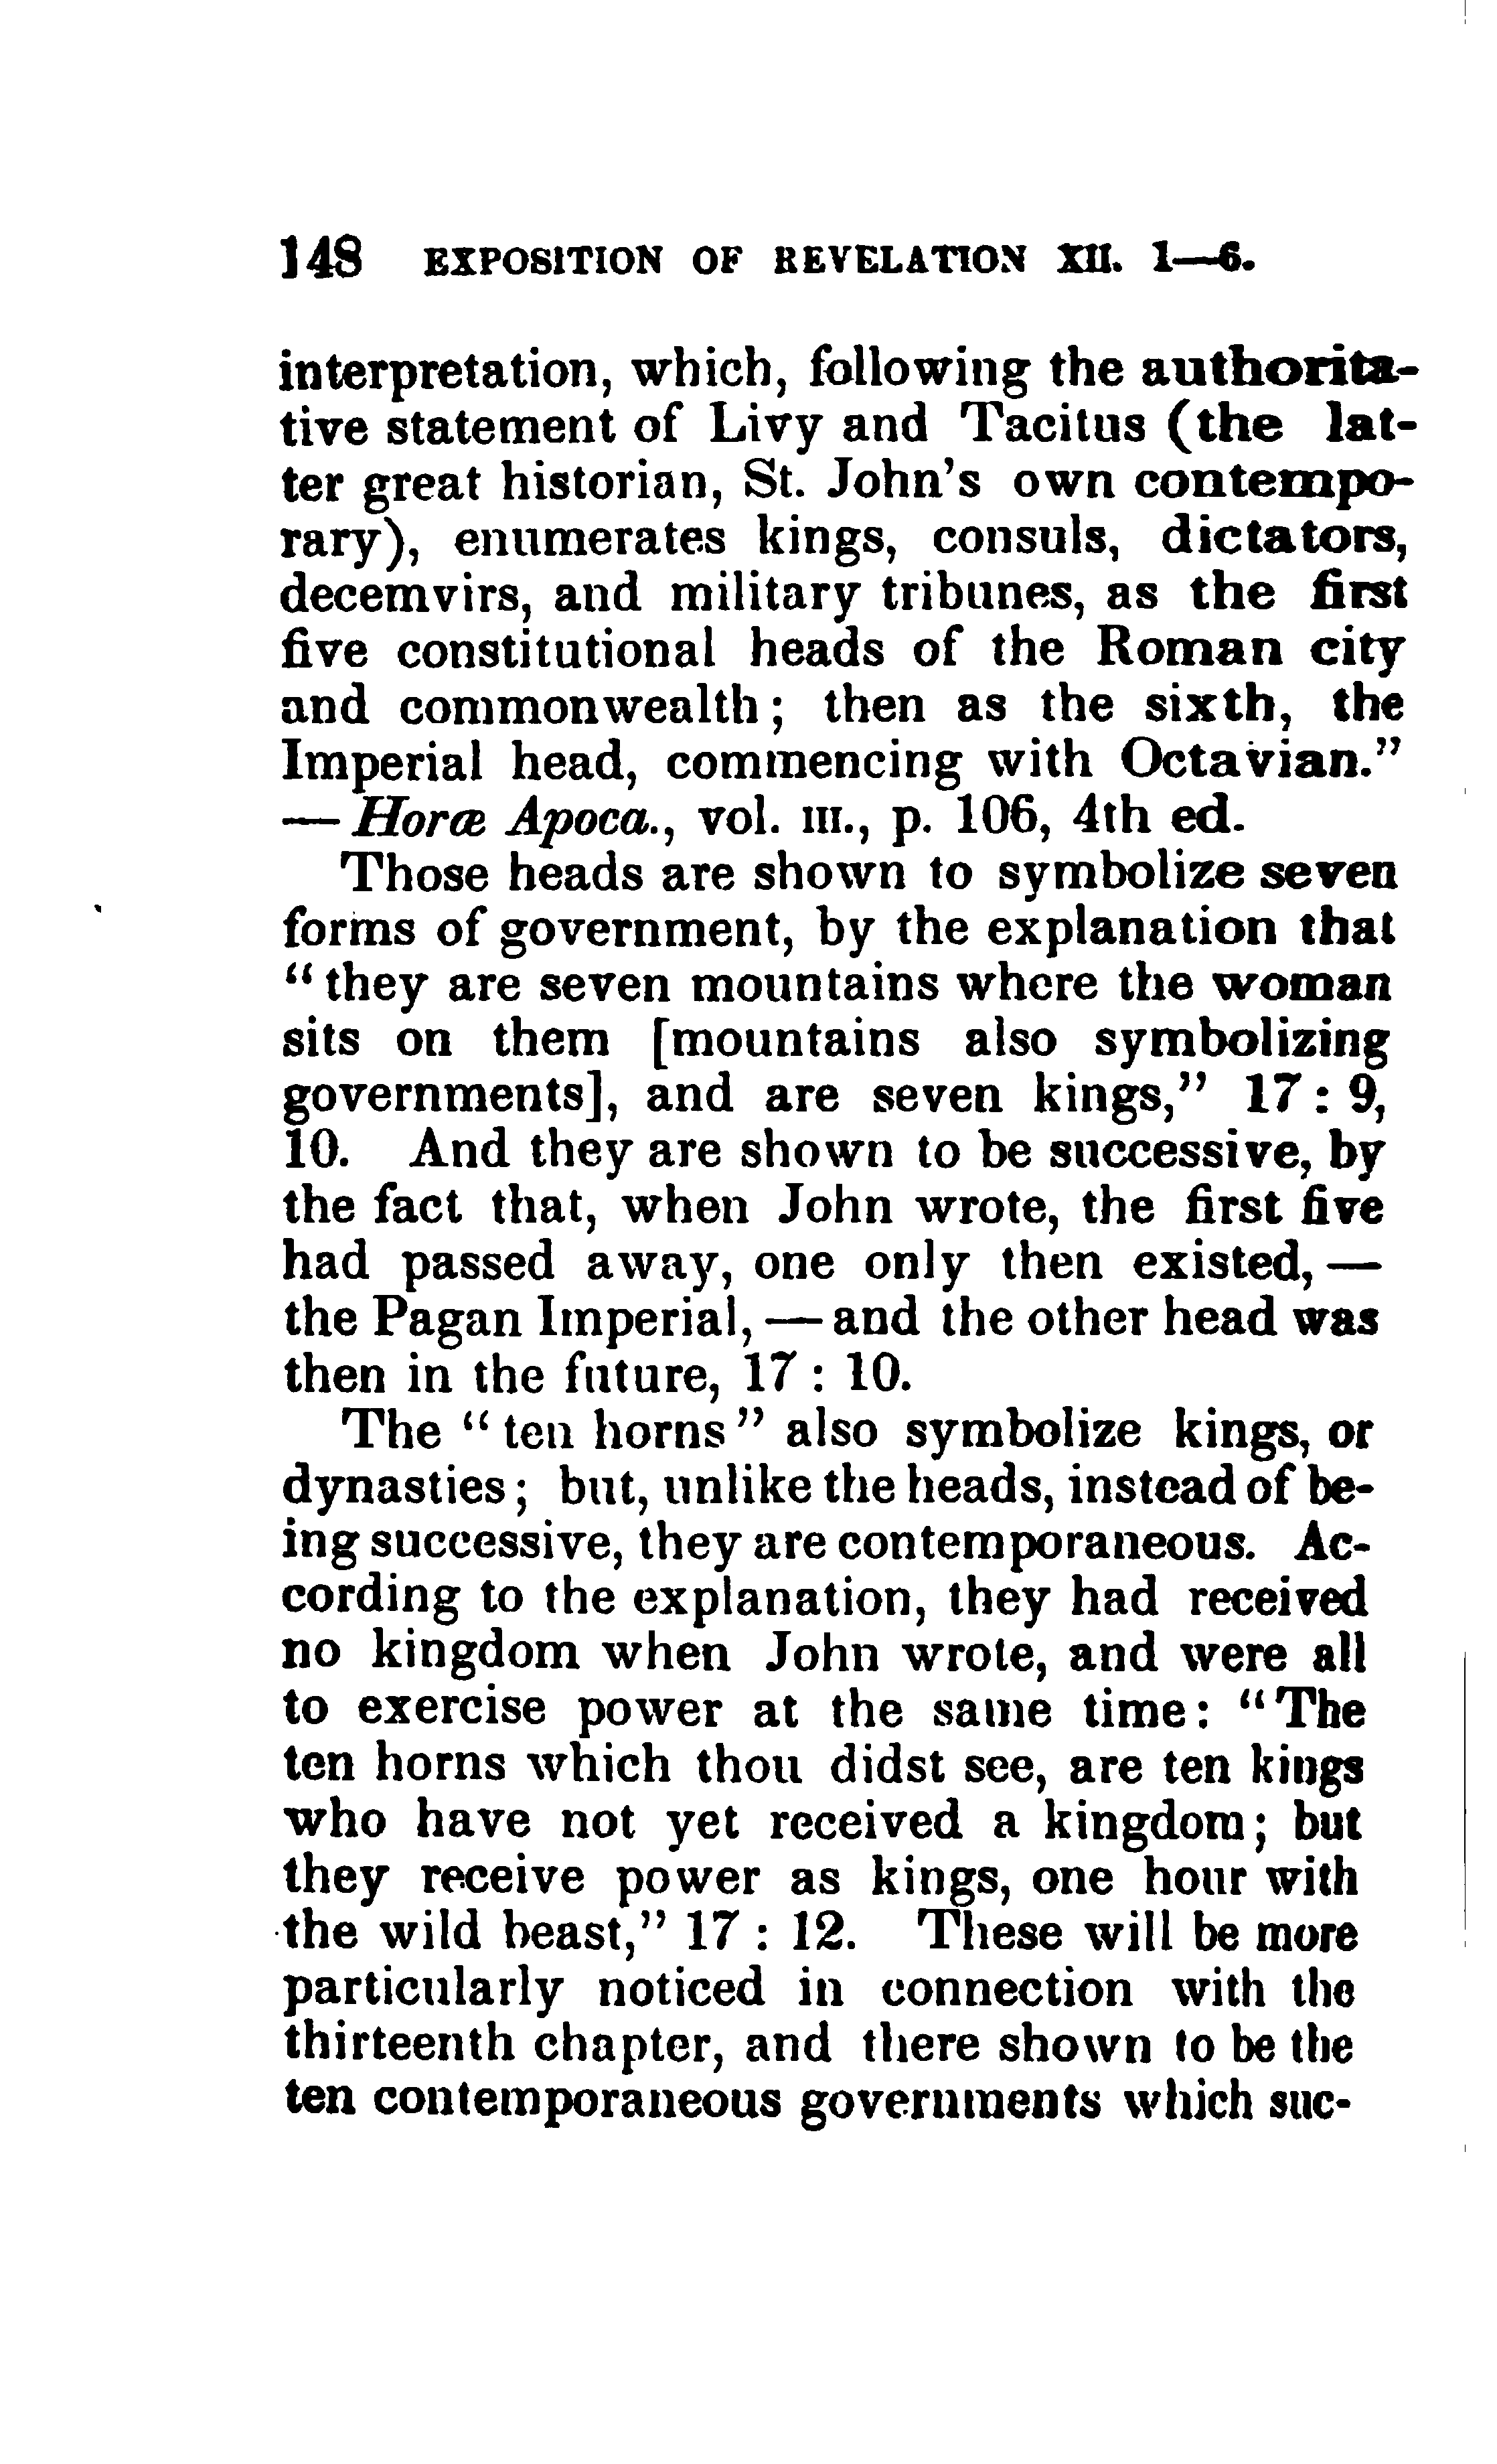 148 EXPOSITION OF REVELATION XII. 1—6.
interpretation, which, following the authorita-
tive statement of Livy and Tacitus (the lat-
ter great historian, St. John's own contempo-
rary), enumerates kings, consuls, dictators,
decemvirs, and military tribunes, as the first
five constitutional heads of the Roman city
and commonwealth; then as the sixth, the
Imperial head, commencing with Octavian."
— Horæ Apoca., vol. III., p. 106, 4th ed.
Those heads are shown to symbolize seven
forms of government, by the explanation that
"they are seven mountains where the woman
sits on them [mountains also symbolizing
governments], and are seven kings," 17: 9,
10. And they are shown to be successive, by
the fact that, when John wrote, the first five
had passed away, one only then existed, —
the Pagan Imperial, — and the other head was
then in the future, 17: 10.
The "ten horns" also symbolize kings, or
dynasties; but, unlike the heads, instead of be-
ing successive, they are contemporaneous. Ac-
cording to the explanation, they had received
no kingdom when John wrote, and were all
to exercise power at the same time: "The
ten horns which thou didst see, are ten kings
who have not yet received a kingdom; but
they receive power as kings, one hour with
the wild beast," 17: 12. These will be more
particularly noticed in connection with the
thirteenth chapter, and there shown to be the
ten contemporaneous governments which suc-